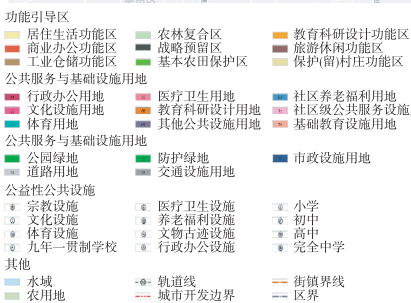 功能引导区
居住生活功能区 农林复合区 教育科研设计功能区
商业办公功能区 战略预留区 旅游休闲功能区
工业仓储功能区 基本农田保护区 保护(留)村庄功能区
公共服务与基础设施用地
行政办公用地 医疗卫生用地 社区养老福利用地
文化设施用地 教育科研设计用地 社区级公共服务设施
体育用地 其他公共设施用地 基础教育设施用地
公共服务与基础设施用地
公园绿地 防护绿地 市政设施用地
道路用地 交通设施用地
公益性公共设施
宗教设施 医疗卫生设施 小学
文化设施 养老福利设施 初中
体育设施 文物古迹设施 高中
九年一贯制学校 行政办公设施 完全中学
其他
水域 轨道线 街镇界线
农用地 城市开发边界 区界